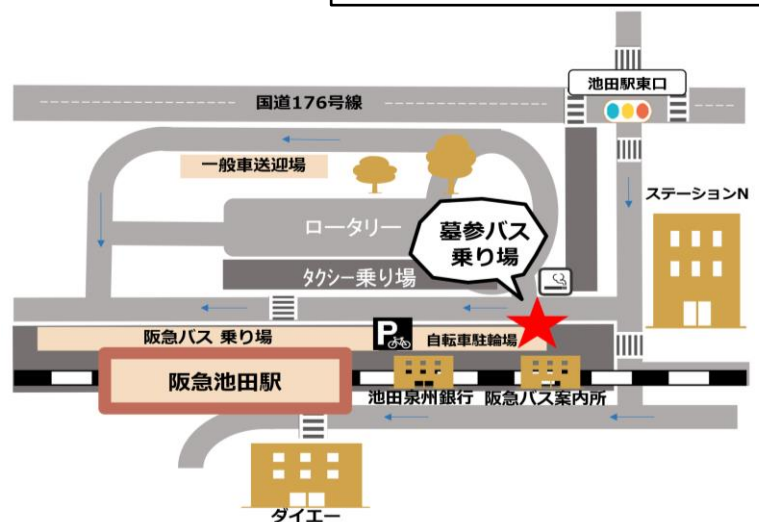 池田駅東口
国道176号線
一般車送迎場
ステーションN
ロータリー
墓参バス
乗り場
タクシー乗り場
阪急バス 乗り場
P
自転車駐輪場
阪急池田駅
池田泉州銀行
阪急バス案内所
ダイエー